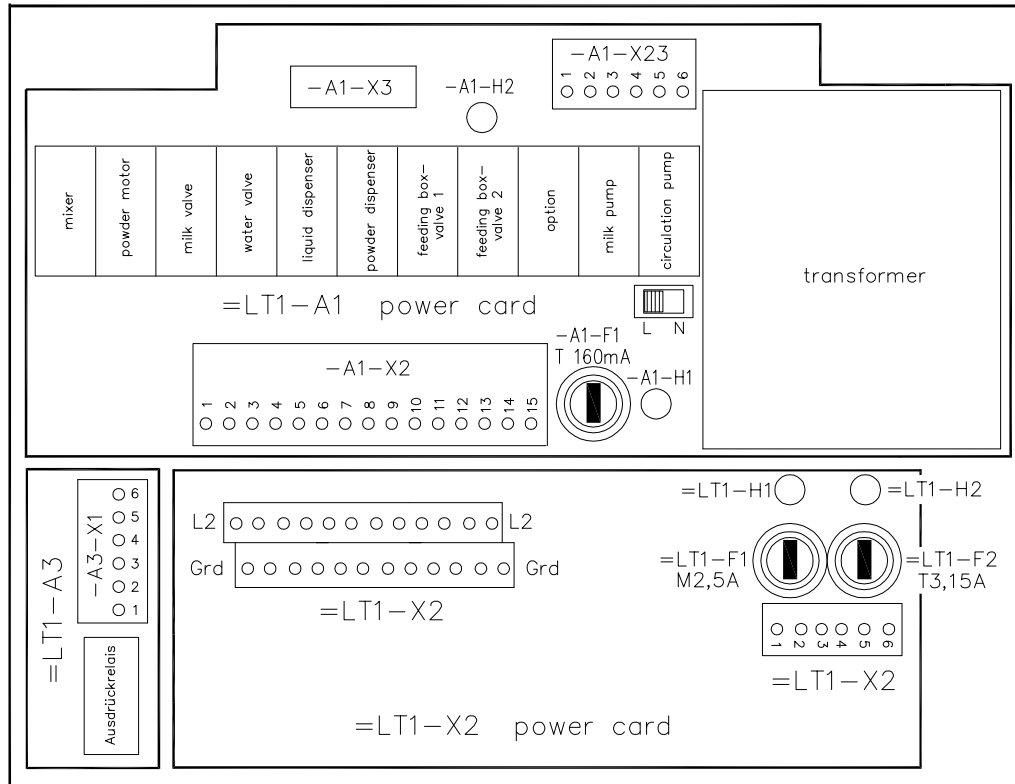 -A1-X23
1 2 3 4 5 6
-A1-X3
-A1-H2
mixer
powder motor
milk valve
water valve
liquid dispenser
powder dispenser
feeding box-
valve 1
feeding box-
valve 2
option
milk pump
circulation pump
transformer
=LT1-A1 power card
L N
-A1-F1
T 160mA
-A1-H1
-A1-X2
1 2 3 4 5 6 7 8 9 10 11 12 13 14 15
=LT1-A3
-A3-X1
6
5
4
3
2
1
Ausdrückrelais
=LT1-H1
=LT1-H2
L2 L2
Grd Grd
=LT1-X2
=LT1-F1
M2,5A
=LT1-F2
T3,15A
1 2 3 4 5 6
=LT1-X2
=LT1-X2 power card